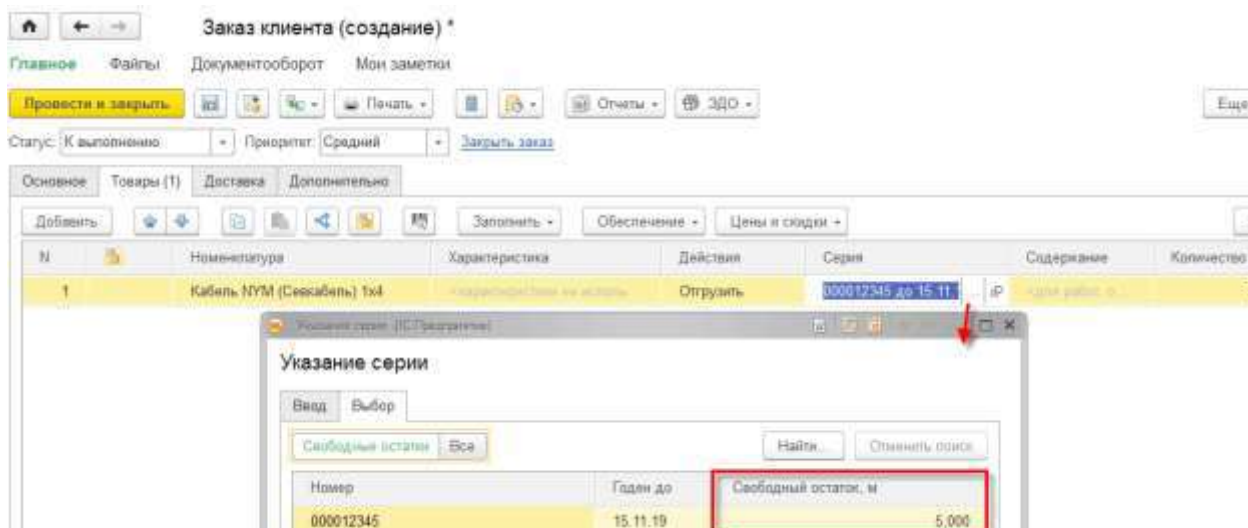 Заказ клиента (создание) *
Главное Файлы Документооборот Мои заметки
Провести и закрыть Печать Отчеты ЭДО Еще
Статус: К выполнению Приоритет: Средний Закрыть заказ
Основное Товары (1) Доставка Дополнительно
Добавить Заполнить Обеспечение Цены и скидки
N Номенклатура Характеристика Действия Серия Содержание Количество
1 Кабель NYM (Севкабель) 1х4 Отгрузить 000012345 до 15.11.1
Указание серии (1С:Предприятие)
Указание серии
Ввод Выбор
Свободные остатки Все Найти... Отменить поиск
Номер Годен до Свободный остаток, м
000012345 15.11.19 5,000